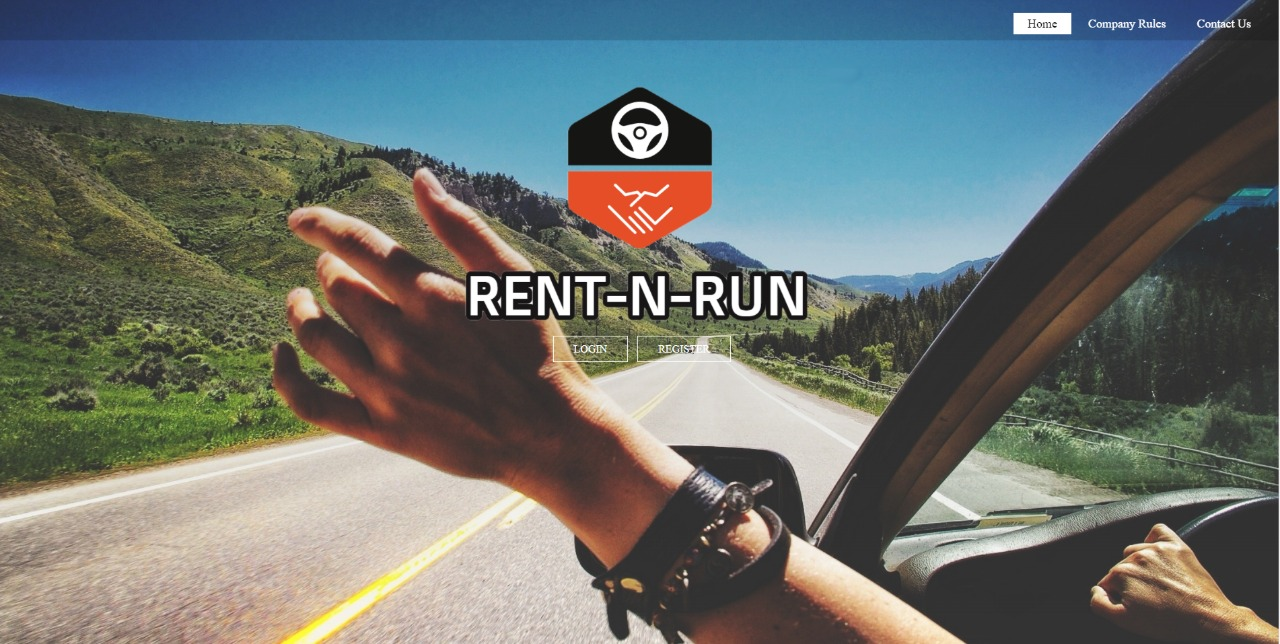 Home Company Rules Contact Us
RENT-N-RUN
LOGIN REGISTER